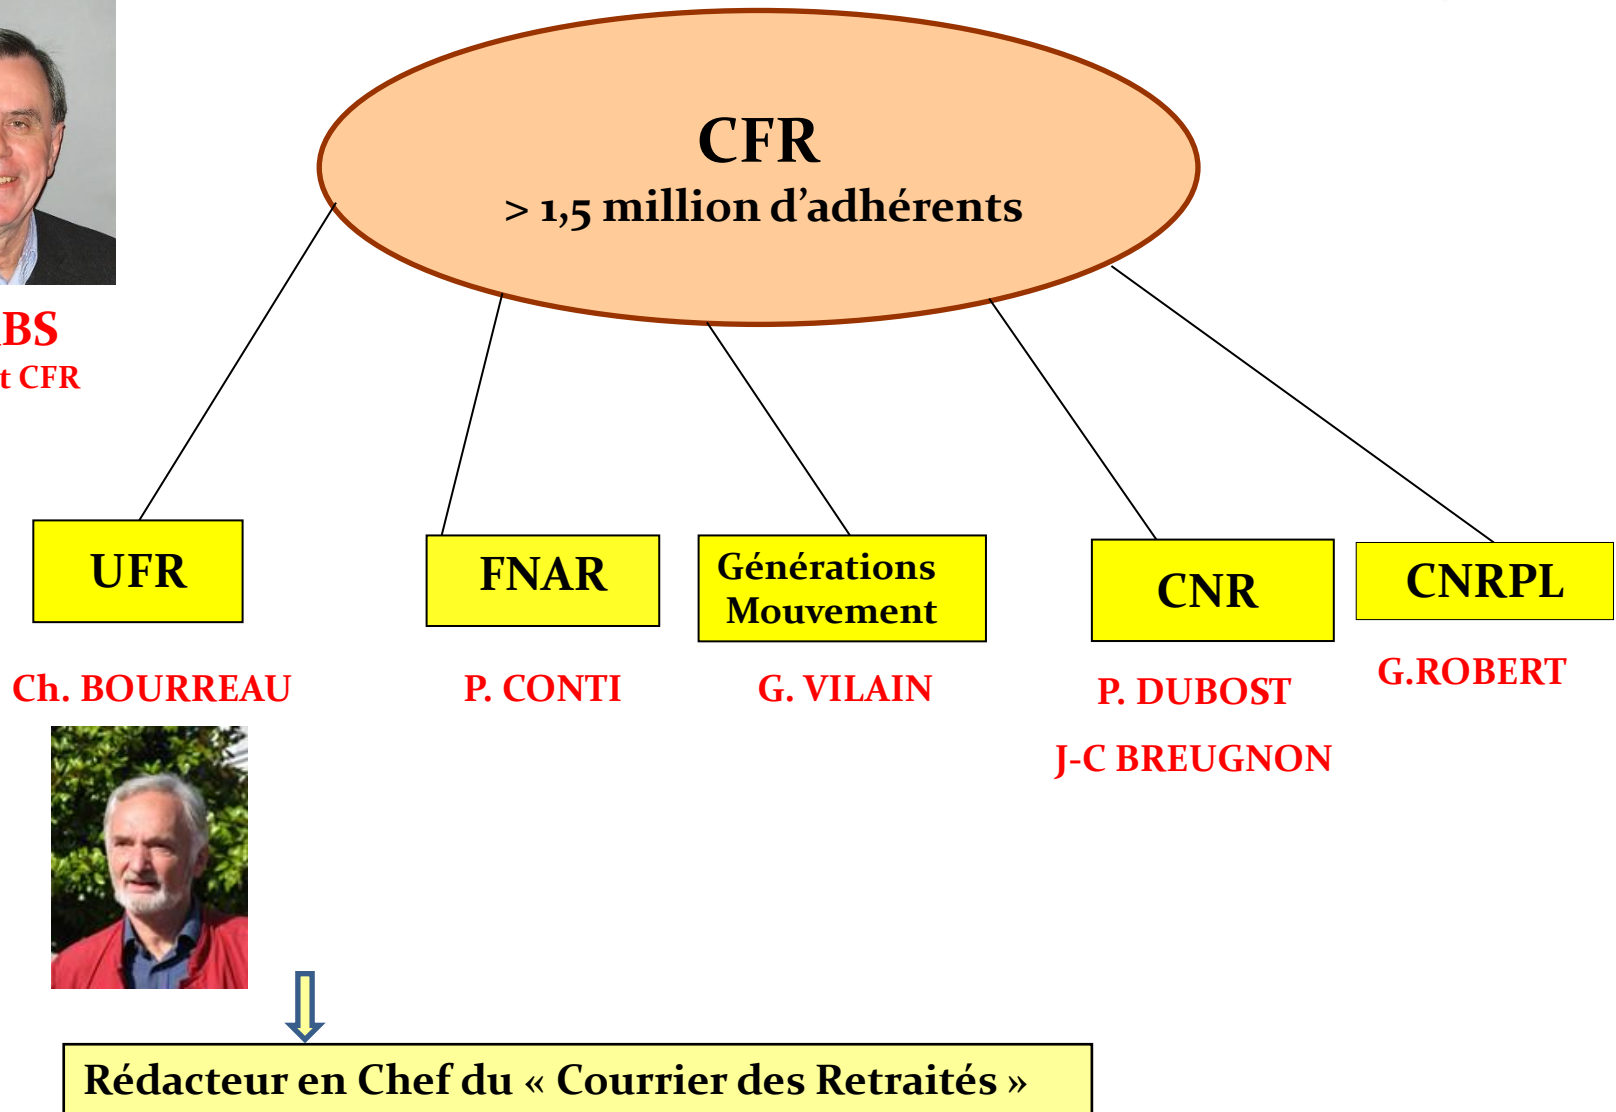 CFR
> 1,5 million d’adhérents
BS
t CFR
UFR
FNAR
Générations
Mouvement
CNR
CNRPL
Ch. BOURREAU
P. CONTI
G. VILAIN
P. DUBOST
G.ROBERT
J-C BREUGNON
Rédacteur en Chef du « Courrier des Retraités »